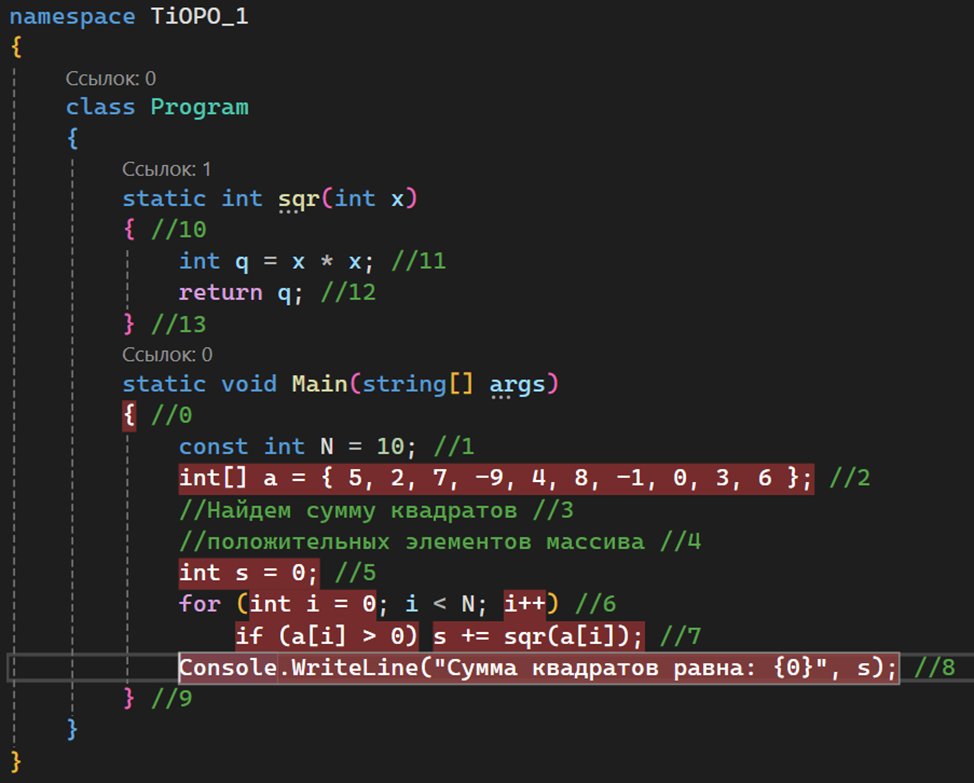 namespace TiOPO_1
{
Ссылок: 0
class Program
{
Ссылок: 1
static int sqr(int x)
{ //10
int q = x * x; //11
return q; //12
} //13
Ссылок: 0
static void Main(string[] args)
{ //0
const int N = 10; //1
int[] a = { 5, 2, 7, -9, 4, 8, -1, 0, 3, 6 }; //2
//Найдем сумму квадратов //3
//положительных элементов массива //4
int s = 0; //5
for (int i = 0; i < N; i++) //6
if (a[i] > 0) s += sqr(a[i]); //7
Console.WriteLine("Сумма квадратов равна: {0}", s); //8
} //9
}
}